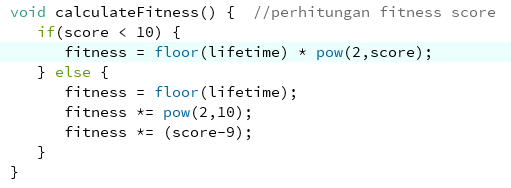 void calculateFitness() {  //perhitungan fitness score
   if(score < 10) {
      fitness = floor(lifetime) * pow(2,score);
   } else {
      fitness = floor(lifetime);
      fitness *= pow(2,10);
      fitness *= (score-9);
   }
}